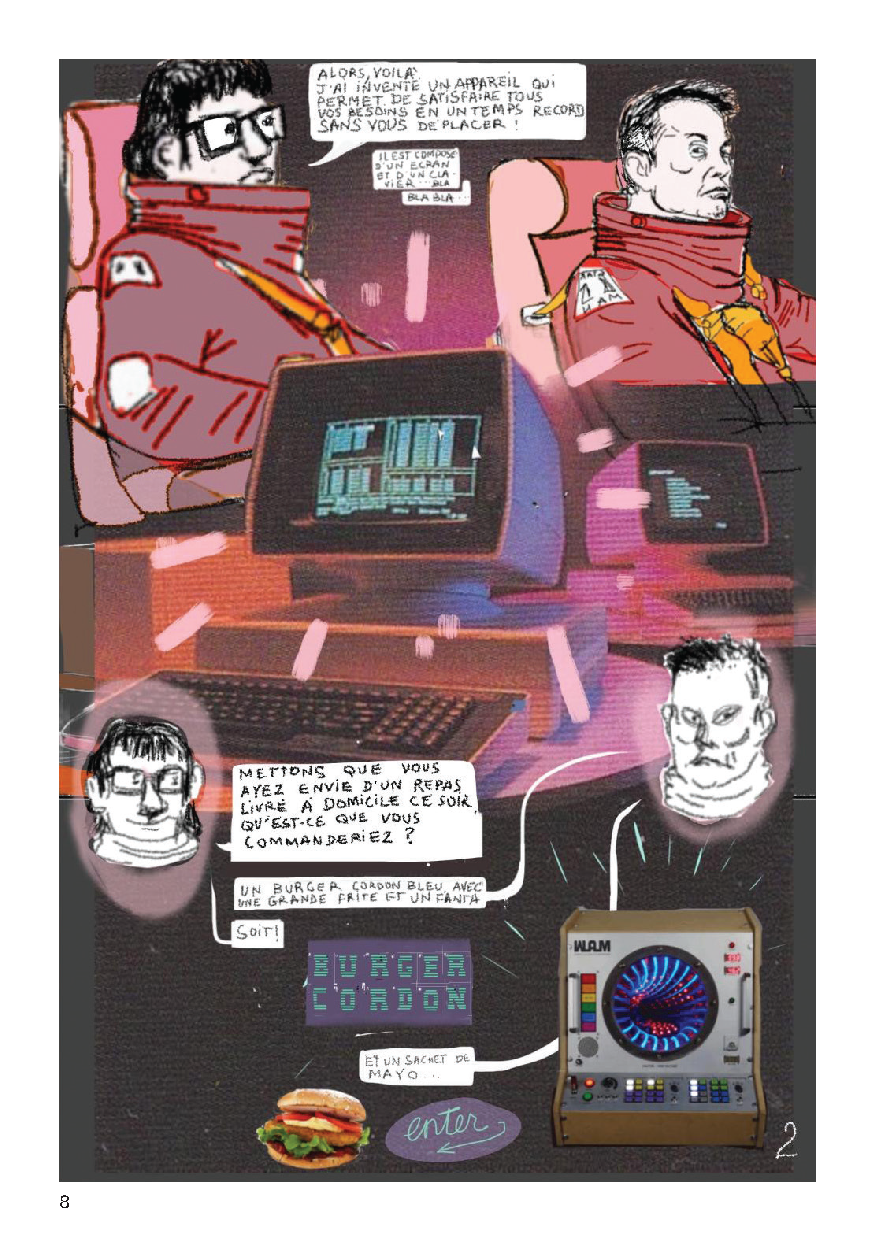 ALORS, VOILÀ!
J'AI INVENTÉ UN APPAREIL QUI
PERMET DE SATISFAIRE TOUS
VOS BESOINS EN UN TEMPS RECORD
SANS VOUS DÉPLACER !
IL EST COMPOSÉ
D'UN ECRAN
ET D'UN CLA-
VIER... BLA
BLA BLA...
WAM
METTONS QUE VOUS
AYEZ ENVIE D'UN REPAS
LIVRÉ À DOMICILE CE SOIR,
QU'EST-CE QUE VOUS
COMMANDERIEZ ?
UN BURGER CORDON BLEU AVEC
UNE GRANDE FRITE ET UN FANTA
SOIT!
BURGER
CORDON
W.A.M
ET UN SACHET DE
MAYO...
enter
2
8